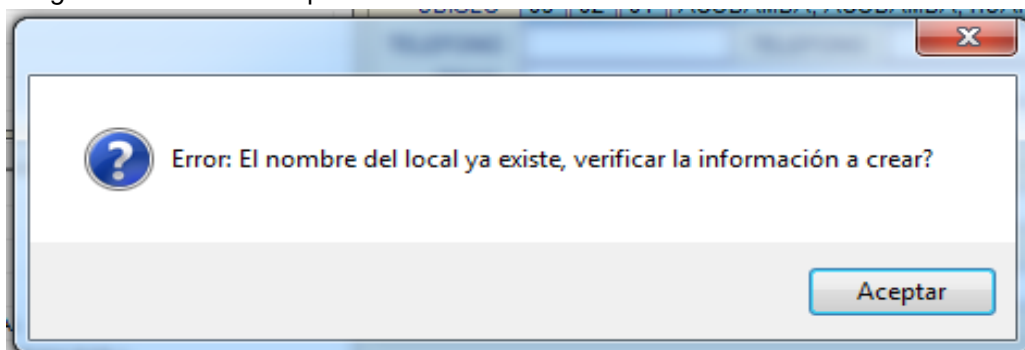 Error: El nombre del local ya existe, verificar la información a crear?
Aceptar